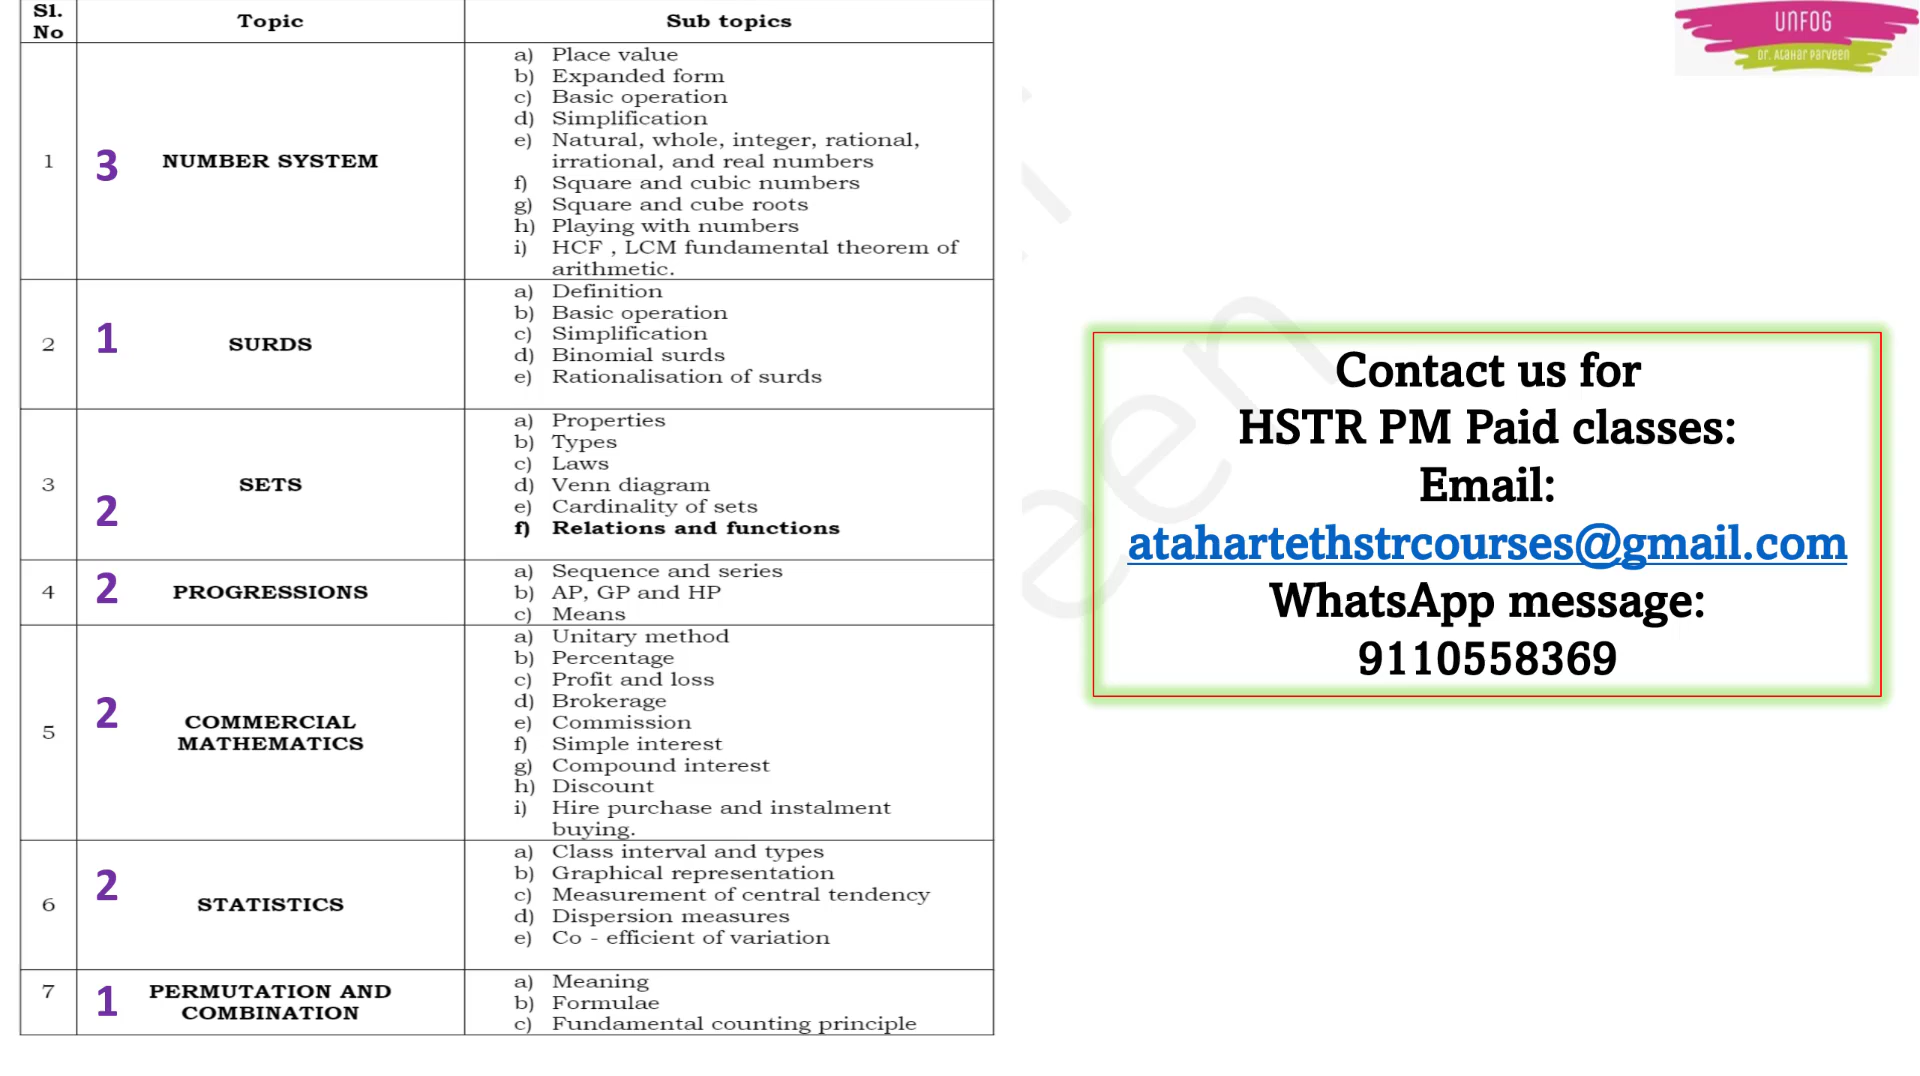 Sl.
No
Topic
Sub topics
1
3
NUMBER SYSTEM
a) Place value
b) Expanded form
c) Basic operation
d) Simplification
e) Natural, whole, integer, rational,
irrational, and real numbers
f) Square and cubic numbers
g) Square and cube roots
h) Playing with numbers
i) HCF , LCM fundamental theorem of
arithmetic.
2
1
SURDS
a) Definition
b) Basic operation
c) Simplification
d) Binomial surds
e) Rationalisation of surds
3
2
SETS
a) Properties
b) Types
c) Laws
d) Venn diagram
e) Cardinality of sets
f) Relations and functions
4
2
PROGRESSIONS
a) Sequence and series
b) AP, GP and HP
c) Means
5
2
COMMERCIAL
MATHEMATICS
a) Unitary method
b) Percentage
c) Profit and loss
d) Brokerage
e) Commission
f) Simple interest
g) Compound interest
h) Discount
i) Hire purchase and instalment
buying.
6
2
STATISTICS
a) Class interval and types
b) Graphical representation
c) Measurement of central tendency
d) Dispersion measures
e) Co - efficient of variation
7
1
PERMUTATION AND
COMBINATION
a) Meaning
b) Formulae
c) Fundamental counting principle
UNFOG
Dr. Atahar Parveen
Contact us for
HSTR PM Paid classes:
Email:
atahartethstrcourses@gmail.com
WhatsApp message:
9110558369